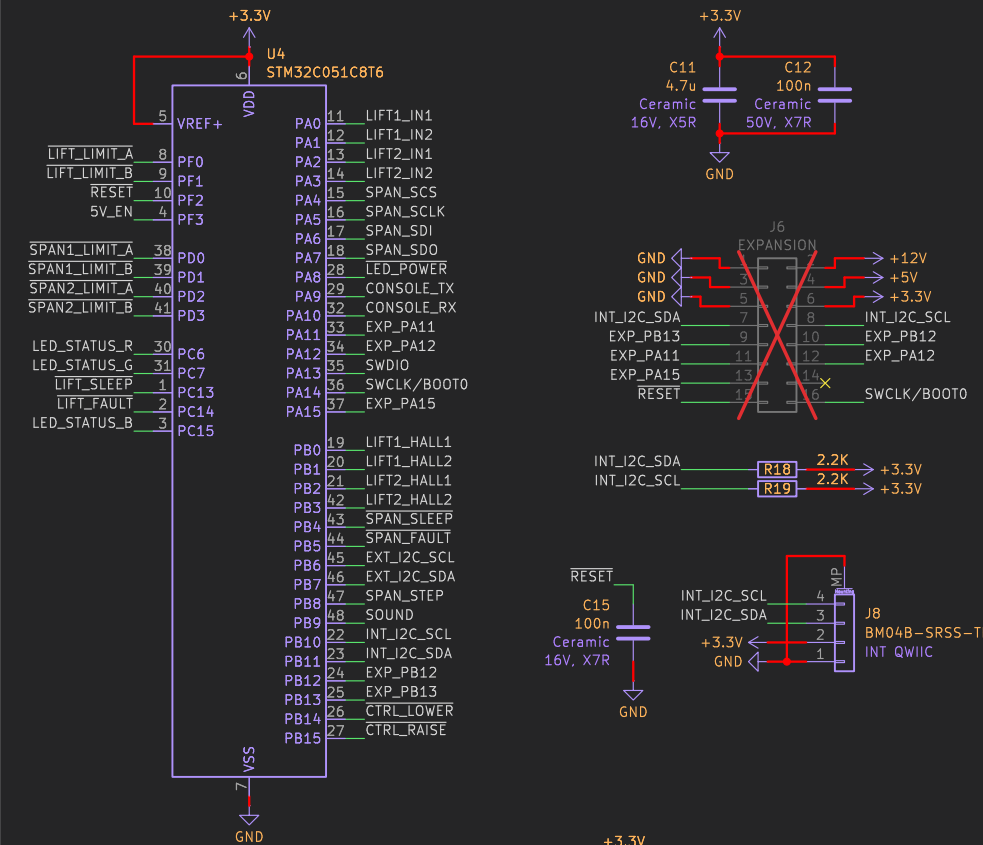 +3.3V
U4
STM32C051C8T6
6
VDD
5 VREF+
LIFT_LIMIT_A 8 PF0
LIFT_LIMIT_B 9 PF1
RESET 10 PF2
5V_EN 4 PF3
SPAN1_LIMIT_A 38 PD0
SPAN1_LIMIT_B 39 PD1
SPAN2_LIMIT_A 40 PD2
SPAN2_LIMIT_B 41 PD3
LED_STATUS_R 30 PC6
LED_STATUS_G 31 PC7
LIFT_SLEEP 1 PC13
LIFT_FAULT 2 PC14
LED_STATUS_B 3 PC15
PA0 11 LIFT1_IN1
PA1 12 LIFT1_IN2
PA2 13 LIFT2_IN1
PA3 14 LIFT2_IN2
PA4 15 SPAN_SCS
PA5 16 SPAN_SCLK
PA6 17 SPAN_SDI
PA7 18 SPAN_SDO
PA8 28 LED_POWER
PA9 29 CONSOLE_TX
PA10 32 CONSOLE_RX
PA11 33 EXP_PA11
PA12 34 EXP_PA12
PA13 35 SWDIO
PA14 36 SWCLK/BOOT0
PA15 37 EXP_PA15
PB0 19 LIFT1_HALL1
PB1 20 LIFT1_HALL2
PB2 21 LIFT2_HALL1
PB3 42 LIFT2_HALL2
PB4 43 SPAN_SLEEP
PB5 44 SPAN_FAULT
PB6 45 EXT_I2C_SCL
PB7 46 EXT_I2C_SDA
PB8 47 SPAN_STEP
PB9 48 SOUND
PB10 22 INT_I2C_SCL
PB11 23 INT_I2C_SDA
PB12 24 EXP_PB12
PB13 25 EXP_PB13
PB14 26 CTRL_LOWER
PB15 27 CTRL_RAISE
VSS
7
GND
+3.3V
C11
4.7u
Ceramic
16V, X5R
C12
100n
Ceramic
50V, X7R
GND
J6
EXPANSION
GND 1 2 +12V
GND 3 4 +5V
GND 5 6 +3.3V
INT_I2C_SDA 7 8 INT_I2C_SCL
EXP_PB13 9 10 EXP_PB12
EXP_PA11 11 12 EXP_PA12
EXP_PA15 13 14
RESET 15 16 SWCLK/BOOT0
INT_I2C_SDA R18 2.2K +3.3V
INT_I2C_SCL R19 2.2K +3.3V
RESET
C15
100n
Ceramic
16V, X7R
GND
MP
INT_I2C_SCL 4
INT_I2C_SDA 3
+3.3V 2
GND 1
J8
BM04B-SRSS-T
INT QWIIC
+3.3V